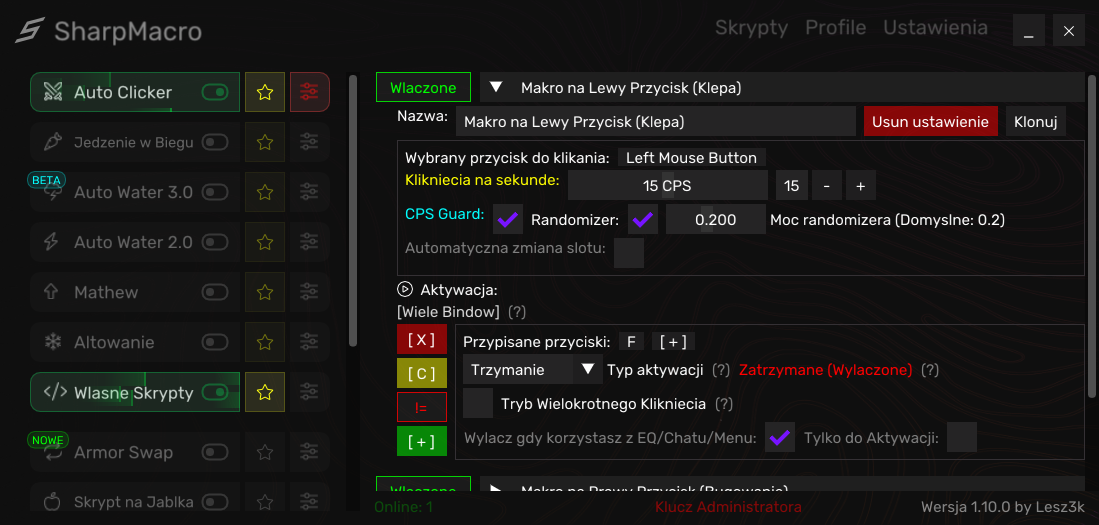 SharpMacro
Skrypty Profile Ustawienia
Auto Clicker
Jedzenie w Biegu
BETA
Auto Water 3.0
Auto Water 2.0
Mathew
Altowanie
Wlasne Skrypty
NOWE
Armor Swap
Skrypt na Jablka
Wlaczone Makro na Lewy Przycisk (Klepa)
Nazwa: Makro na Lewy Przycisk (Klepa) Usun ustawienie Klonuj
Wybrany przycisk do klikania: Left Mouse Button
Klikniecia na sekunde: 15 CPS 15 - +
CPS Guard: Randomizer: 0.200 Moc randomizera (Domyslne: 0.2)
Automatyczna zmiana slotu:
Aktywacja:
[Wiele Bindow] (?)
[X] Przypisane przyciski: F [+]
[C] Trzymanie Typ aktywacji (?) Zatrzymane (Wylaczone) (?)
!= Tryb Wielokrotnego Klikniecia (?)
[+] Wylacz gdy korzystasz z EQ/Chatu/Menu: Tylko do Aktywacji:
Wlaczone Makro na Prawy Przycisk (Bugowania)
Online: 1 Klucz Administratora Wersja 1.10.0 by Lesz3k